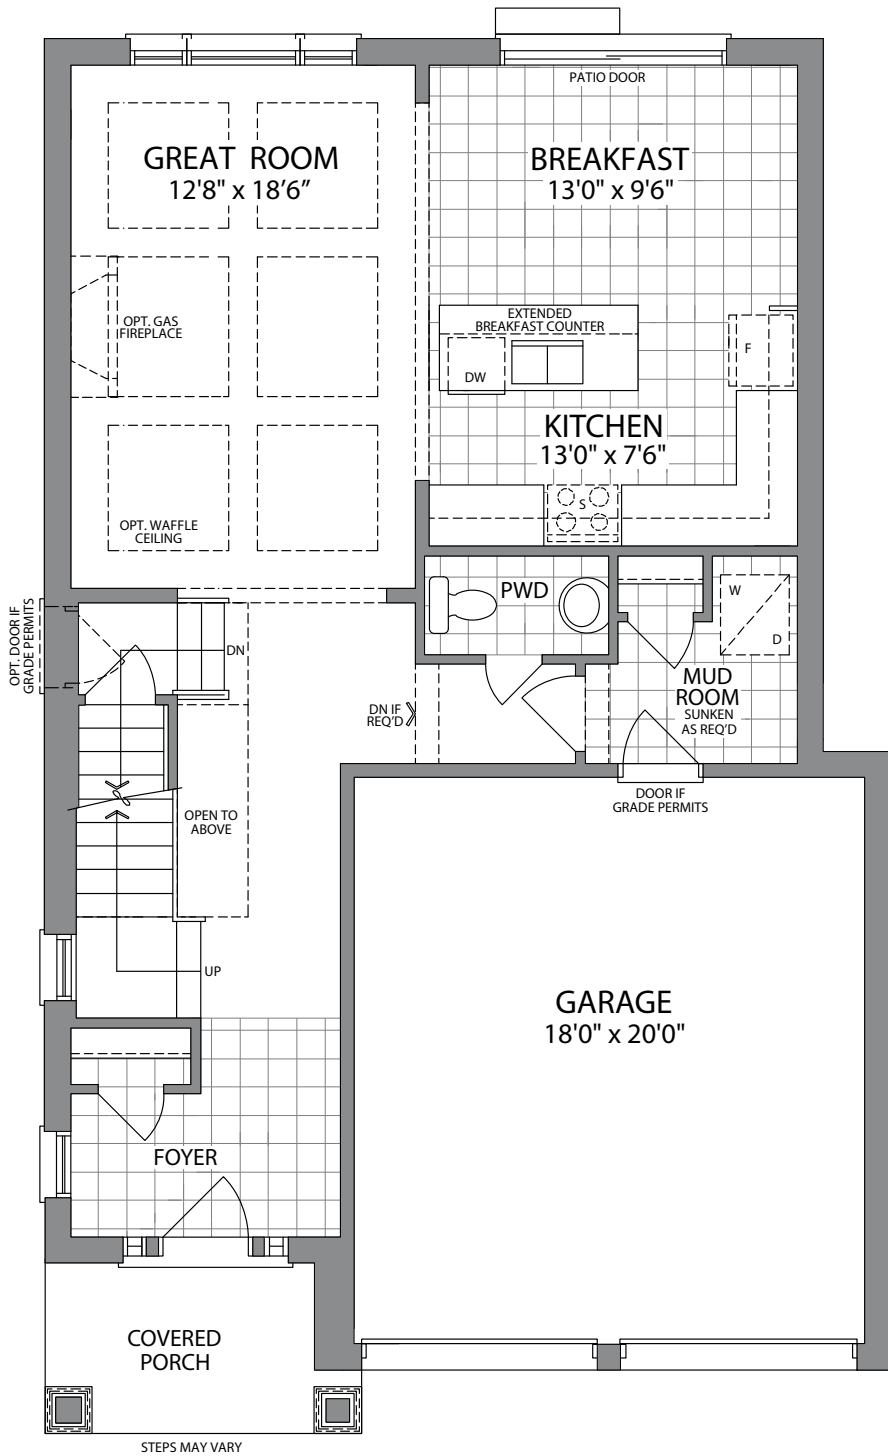 PATIO DOOR
GREAT ROOM
12'8" x 18'6"
BREAKFAST
13'0" x 9'6"
OPT. GAS
FIREPLACE
EXTENDED
BREAKFAST COUNTER
DW
F
KITCHEN
13'0" x 7'6"
S
OPT. WAFFLE
CEILING
PWD
W
D
OPT. DOOR IF
GRADE PERMITS
DN
MUD
ROOM
SUNKEN
AS REQ'D
DN IF
REQ'D
DOOR IF
GRADE PERMITS
OPEN TO
ABOVE
UP
GARAGE
18'0" x 20'0"
FOYER
COVERED
PORCH
STEPS MAY VARY